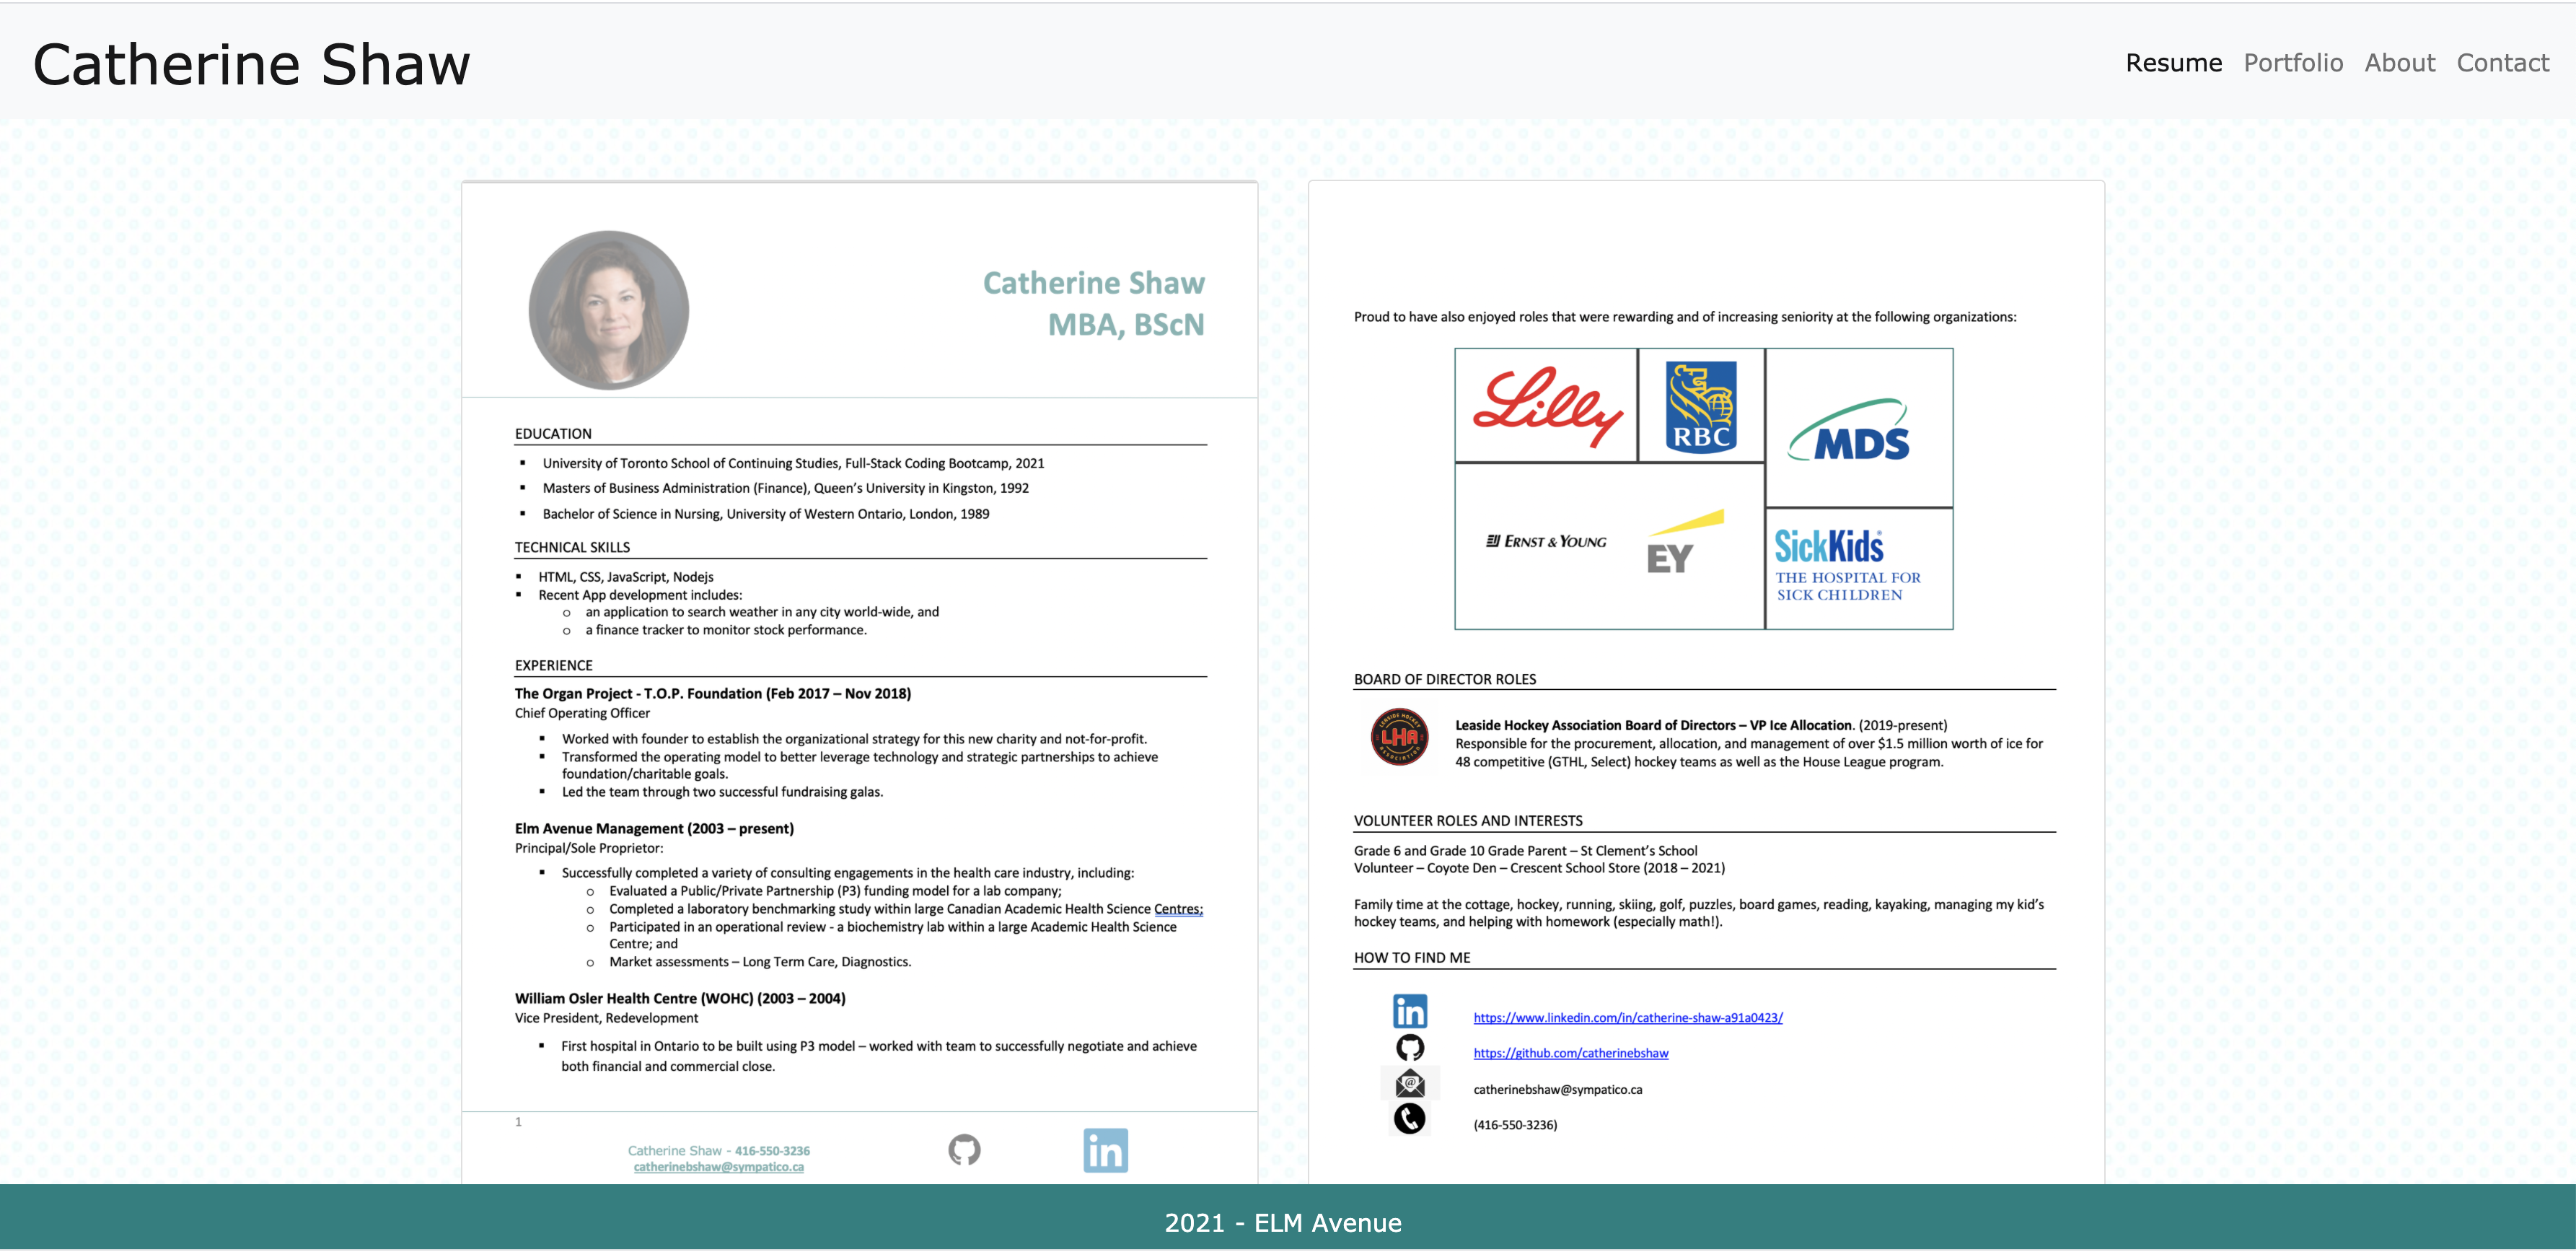 Catherine Shaw
Resume Portfolio About Contact
Catherine Shaw
MBA, BScN
EDUCATION
▪ University of Toronto School of Continuing Studies, Full-Stack Coding Bootcamp, 2021
▪ Masters of Business Administration (Finance), Queen's University in Kingston, 1992
▪ Bachelor of Science in Nursing, University of Western Ontario, London, 1989
TECHNICAL SKILLS
▪ HTML, CSS, JavaScript, Nodejs
▪ Recent App development includes:
o an application to search weather in any city world-wide, and
o a finance tracker to monitor stock performance.
EXPERIENCE
The Organ Project - T.O.P. Foundation (Feb 2017 – Nov 2018)
Chief Operating Officer
▪ Worked with founder to establish the organizational strategy for this new charity and not-for-profit.
▪ Transformed the operating model to better leverage technology and strategic partnerships to achieve
foundation/charitable goals.
▪ Led the team through two successful fundraising galas.
Elm Avenue Management (2003 – present)
Principal/Sole Proprietor:
▪ Successfully completed a variety of consulting engagements in the health care industry, including:
o Evaluated a Public/Private Partnership (P3) funding model for a lab company;
o Completed a laboratory benchmarking study within large Canadian Academic Health Science Centres;
o Participated in an operational review - a biochemistry lab within a large Academic Health Science
Centre; and
o Market assessments – Long Term Care, Diagnostics.
William Osler Health Centre (WOHC) (2003 – 2004)
Vice President, Redevelopment
▪ First hospital in Ontario to be built using P3 model – worked with team to successfully negotiate and achieve
both financial and commercial close.
1
Catherine Shaw - 416-550-3236
catherinebshaw@sympatico.ca
in
Proud to have also enjoyed roles that were rewarding and of increasing seniority at the following organizations:
Lilly
RBC
MDS
ERNST & YOUNG
EY
SickKids
THE HOSPITAL FOR
SICK CHILDREN
BOARD OF DIRECTOR ROLES
LEASIDE HOCKEY
LHA
ASSOCIATION
Leaside Hockey Association Board of Directors – VP Ice Allocation. (2019-present)
Responsible for the procurement, allocation, and management of over $1.5 million worth of ice for
48 competitive (GTHL, Select) hockey teams as well as the House League program.
VOLUNTEER ROLES AND INTERESTS
Grade 6 and Grade 10 Grade Parent – St Clement's School
Volunteer – Coyote Den – Crescent School Store (2018 – 2021)
Family time at the cottage, hockey, running, skiing, golf, puzzles, board games, reading, kayaking, managing my kid's
hockey teams, and helping with homework (especially math!).
HOW TO FIND ME
in
https://www.linkedin.com/in/catherine-shaw-a91a0423/
https://github.com/catherinebshaw
@
catherinebshaw@sympatico.ca
(416-550-3236)
2021 - ELM Avenue